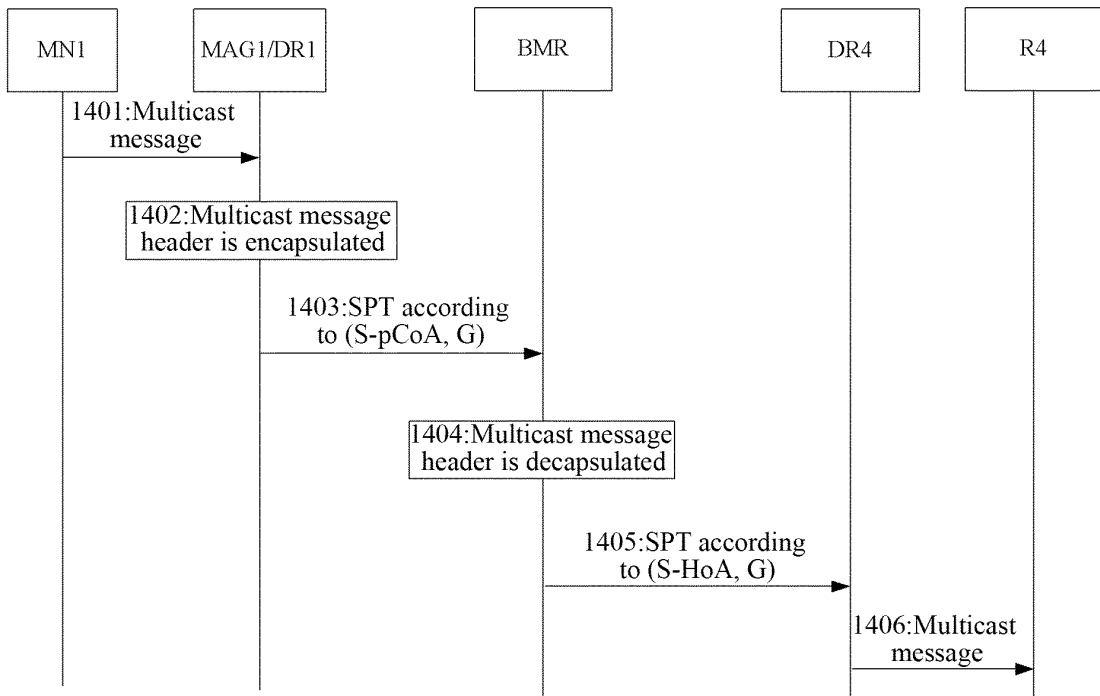 MN1
MAG1/DR1
BMR
DR4
R4
1401:Multicast
message
1402:Multicast message
header is encapsulated
1403:SPT according
to (S-pCoA, G)
1404:Multicast message
header is decapsulated
1405:SPT according
to (S-HoA, G)
1406:Multicast
message